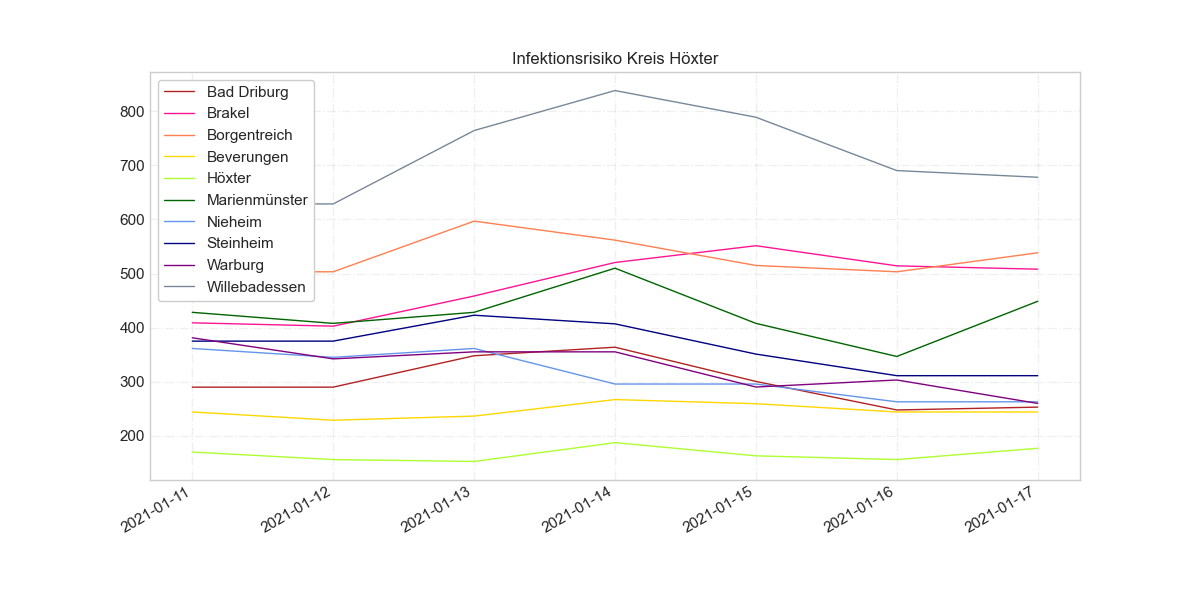 Infektionsrisiko Kreis Höxter
Bad Driburg
Brakel
Borgentreich
Beverungen
Höxter
Marienmünster
Nieheim
Steinheim
Warburg
Willebadessen
800
700
600
500
400
300
200
2021-01-11
2021-01-12
2021-01-13
2021-01-14
2021-01-15
2021-01-16
2021-01-17